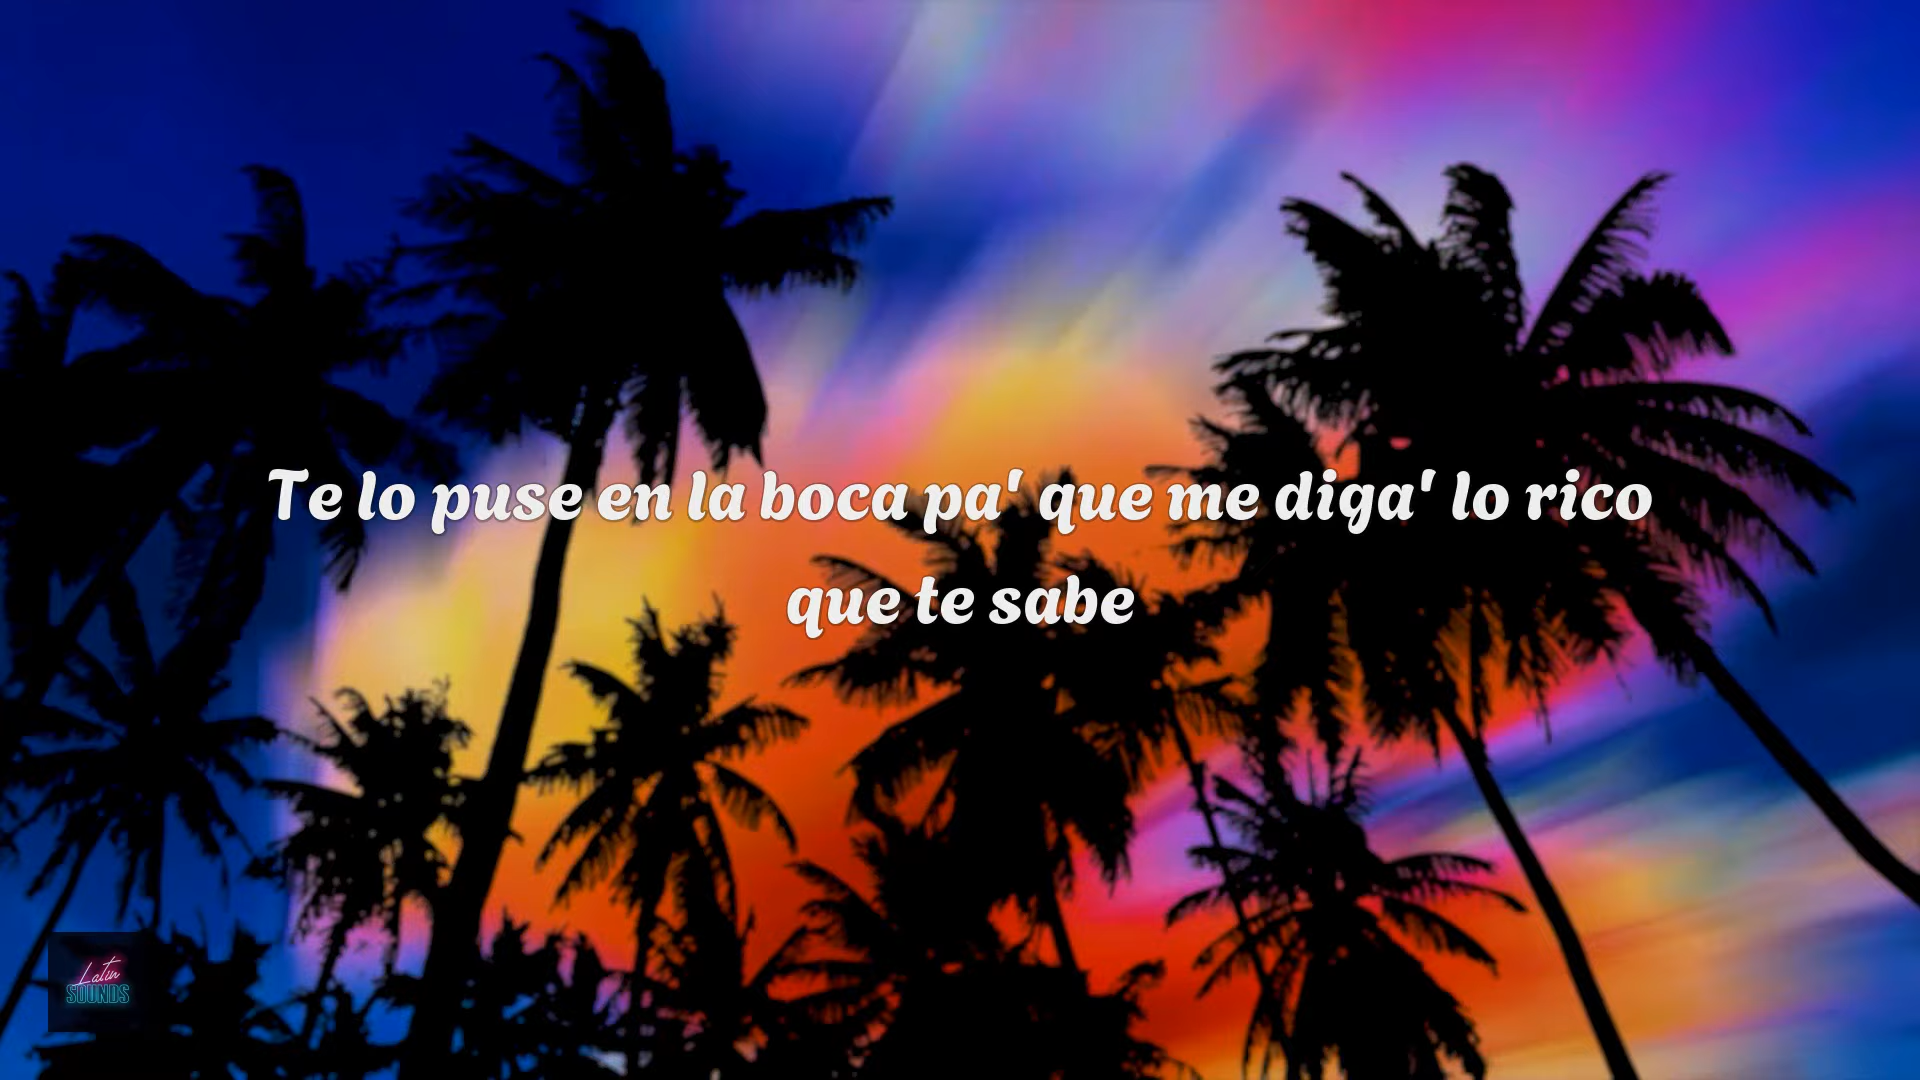 Te lo puse en la boca pa' que me diga' lo rico
que te sabe
Latin
SOUNDS